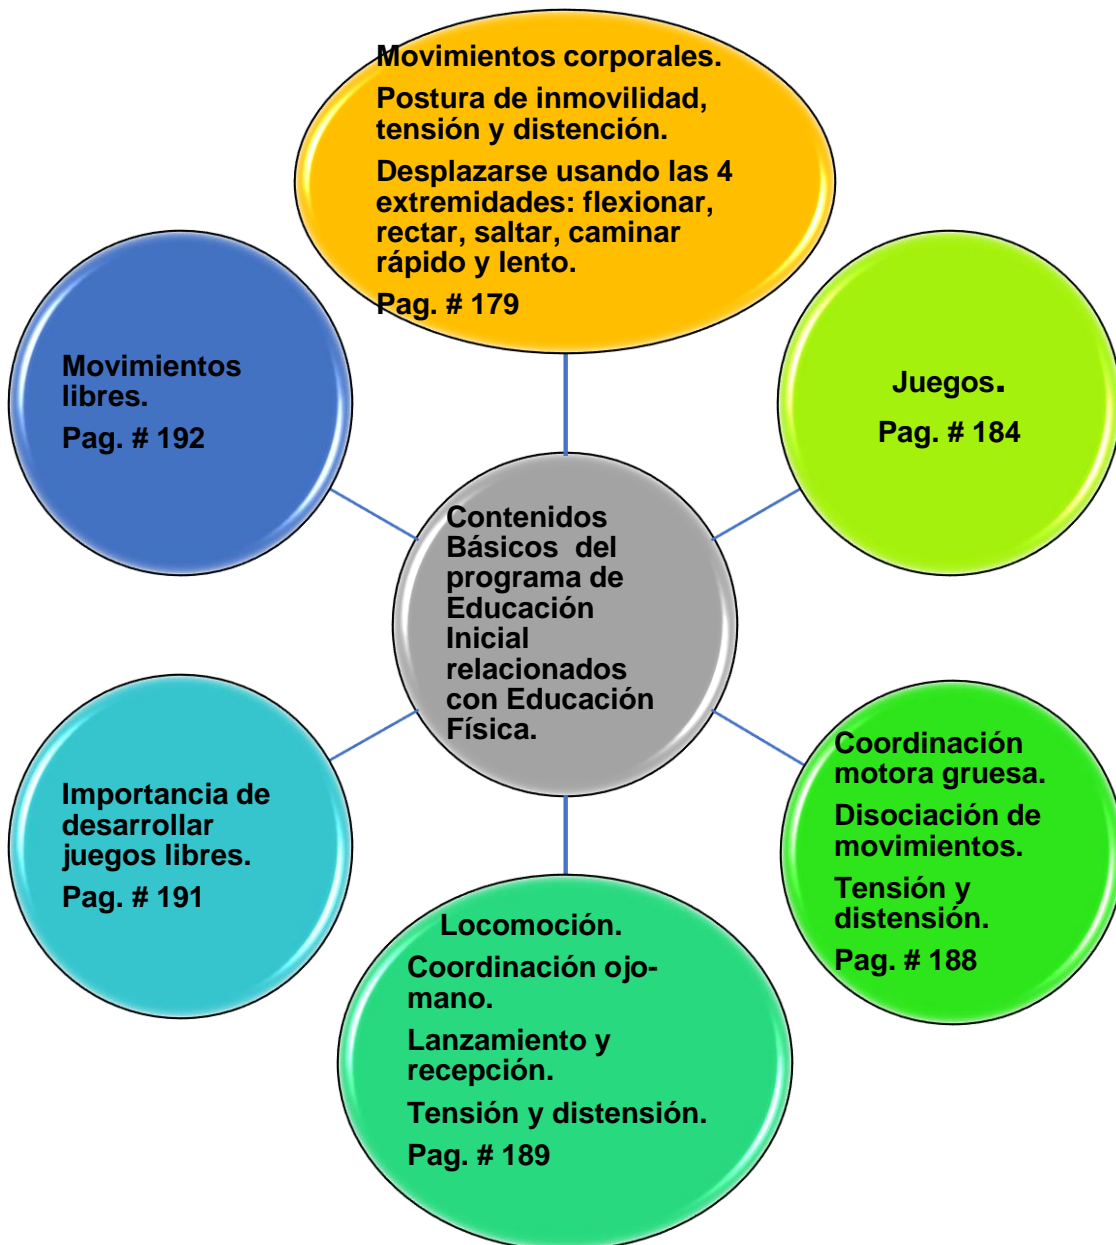 Movimientos corporales.
Postura de inmovilidad,
tensión y distención.
Desplazarse usando las 4
extremidades: flexionar,
rectar, saltar, caminar
rápido y lento.
Pag. # 179
Juegos.
Pag. # 184
Coordinación
motora gruesa.
Disociación de
movimientos.
Tensión y
distensión.
Pag. # 188
Locomoción.
Coordinación ojo-
mano.
Lanzamiento y
recepción.
Tensión y distensión.
Pag. # 189
Importancia de
desarrollar
juegos libres.
Pag. # 191
Movimientos
libres.
Pag. # 192
Contenidos
Básicos del
programa de
Educación
Inicial
relacionados
con Educación
Física.